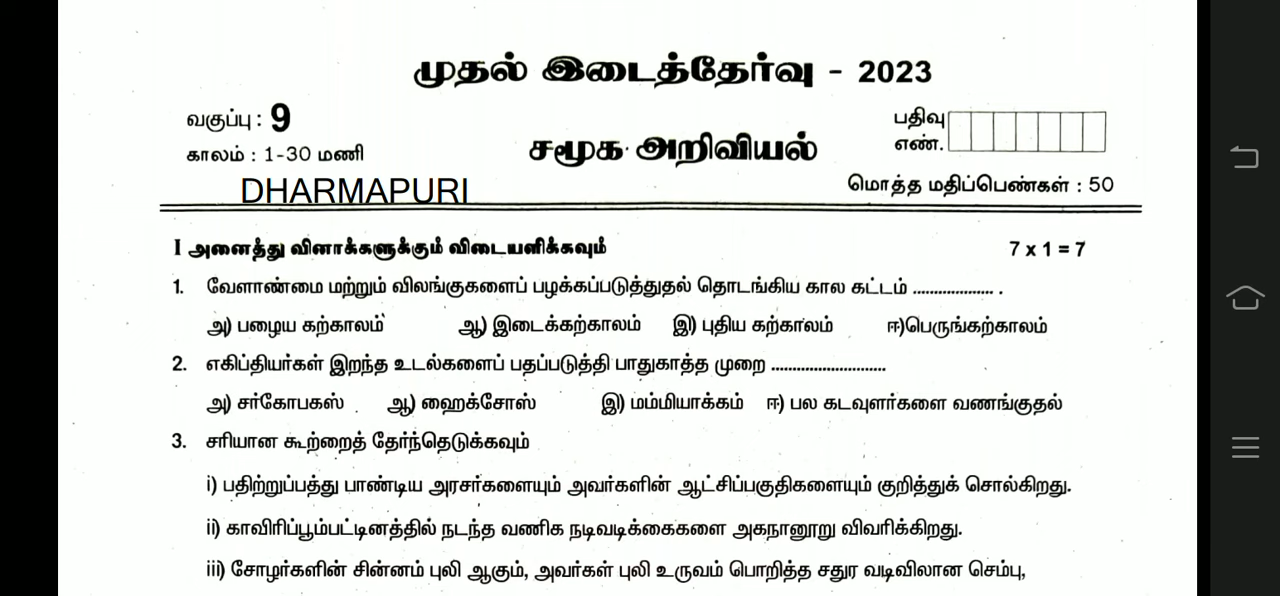 முதல் இடைத்தேர்வு - 2023
வகுப்பு : 9
பதிவு எண்.
காலம் : 1-30 மணி
சமூக அறிவியல்
DHARMAPURI
மொத்த மதிப்பெண்கள் : 50
I அனைத்து வினாக்களுக்கும் விடையளிக்கவும் 7 x 1 = 7
1. வேளாண்மை மற்றும் விலங்குகளைப் பழக்கப்படுத்துதல் தொடங்கிய கால கட்டம் ................... .
அ) பழைய கற்காலம் ஆ) இடைக்கற்காலம் இ) புதிய கற்காலம் ஈ)பெருங்கற்காலம்
2. எகிப்தியர்கள் இறந்த உடல்களைப் பதப்படுத்தி பாதுகாத்த முறை ...........................
அ) சர்கோபகஸ் ஆ) ஹைக்சோஸ் இ) மம்மியாக்கம் ஈ) பல கடவுளர்களை வணங்குதல்
3. சரியான கூற்றைத் தேர்ந்தெடுக்கவும்
i) பதிற்றுப்பத்து பாண்டிய அரசர்களையும் அவர்களின் ஆட்சிப்பகுதிகளையும் குறித்துக் சொல்கிறது.
ii) காவிரிப்பூம்பட்டினத்தில் நடந்த வணிக நடிவடிக்கைகளை அகநானூறு விவரிக்கிறது.
iii) சோழர்களின் சின்னம் புலி ஆகும், அவர்கள் புலி உருவம் பொறித்த சதுர வடிவிலான செம்பு,